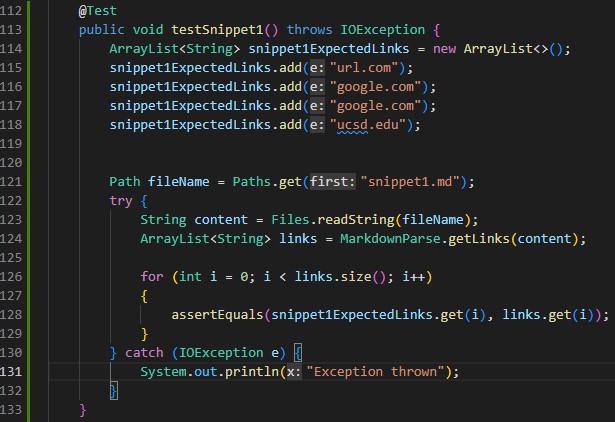 112 @Test
113 public void testSnippet1() throws IOException {
114 ArrayList<String> snippet1ExpectedLinks = new ArrayList<>();
115 snippet1ExpectedLinks.add(e: "url.com");
116 snippet1ExpectedLinks.add(e: "google.com");
117 snippet1ExpectedLinks.add(e: "google.com");
118 snippet1ExpectedLinks.add(e: "ucsd.edu");
119
120
121 Path fileName = Paths.get(first: "snippet1.md");
122 try {
123 String content = Files.readString(fileName);
124 ArrayList<String> links = MarkdownParse.getLinks(content);
125
126 for (int i = 0; i < links.size(); i++)
127 {
128 assertEquals(snippet1ExpectedLinks.get(i), links.get(i));
129 }
130 } catch (IOException e) {
131 System.out.println(x: "Exception thrown");
132 }
133 }